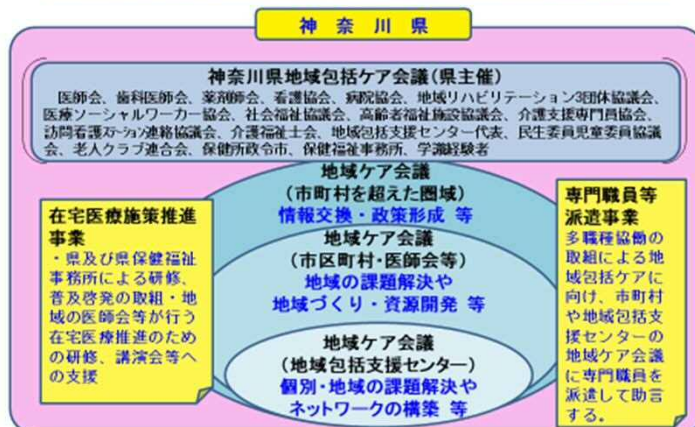 神奈川県
神奈川県地域包括ケア会議(県主催)
医師会、歯科医師会、薬剤師会、看護協会、病院協会、地域リハビリテーション3団体協議会、
医療ソーシャルワーカー協会、社会福祉協議会、高齢者福祉施設協議会、介護支援専門員協会、
訪問看護ステーション連絡協議会、介護福祉士会、地域包括支援センター代表、民生委員児童委員協議
会、老人クラブ連合会、保健所政令市、保健福祉事務所、学識経験者
地域ケア会議
(市町村を超えた圏域)
情報交換・政策形成 等
地域ケア会議
(市区町村・医師会等)
地域の課題解決や
地域づくり・資源開発 等
地域ケア会議
(地域包括支援センター)
個別・地域の課題解決や
ネットワークの構築 等
在宅医療施策推進
事業
・県及び県保健福祉
事務所による研修、
普及啓発の取組・地
域の医師会等が行う
在宅医療推進のため
の研修、講演会等へ
の支援
専門職員等
派遣事業
多職種協働の
取組による地
域包括ケアに
向け、市町村
や地域包括支
援センターの
地域ケア会議
に専門職員を
派遣して助言
する。